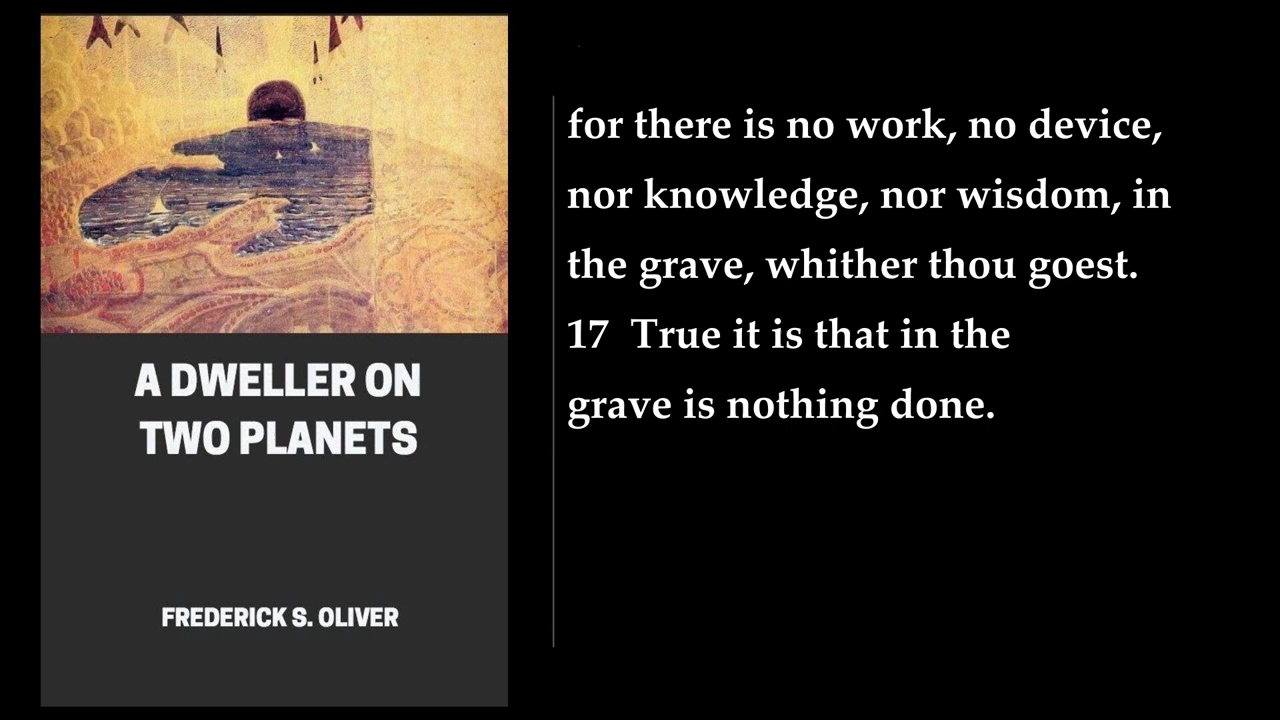 A DWELLER ON
TWO PLANETS
FREDERICK S. OLIVER
for there is no work, no device,
nor knowledge, nor wisdom, in
the grave, whither thou goest.
17 True it is that in the
grave is nothing done.